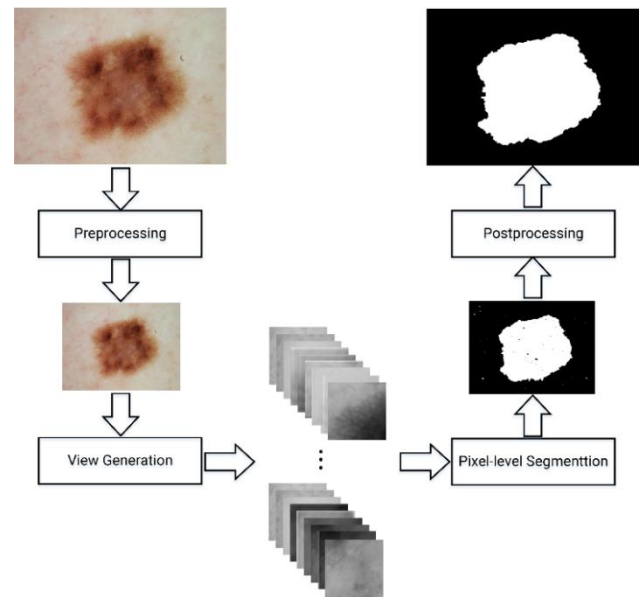 Preprocessing
View Generation
Pixel-level Segmenttion
Postprocessing